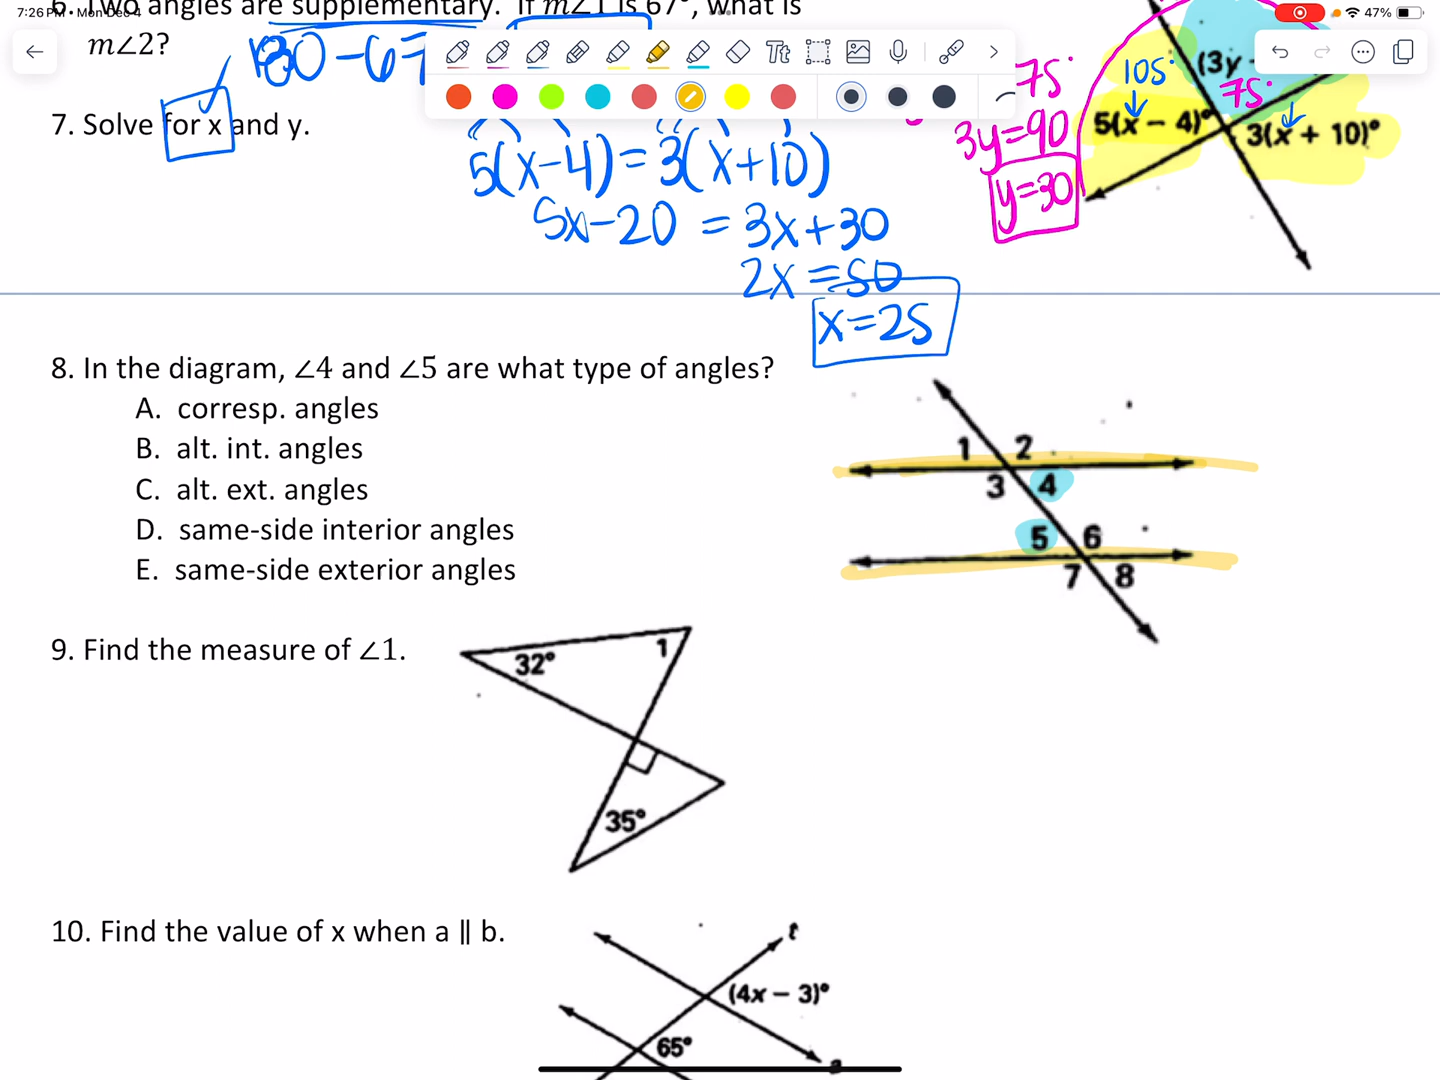 7:26 PM Mon Dec 4
47%
6. Two angles are supplementary. If m∠1 is 67°, what is
m∠2?
180-67
Tt
7. Solve for x and y.
5(x-4)=3(x+10)
5x-20=3x+30
2x=50
x=25
75°
3y=90
y=30
105°
(3y
75°
5(x – 4)°
3(x + 10)°
8. In the diagram, ∠4 and ∠5 are what type of angles?
A. corresp. angles
B. alt. int. angles
C. alt. ext. angles
D. same-side interior angles
E. same-side exterior angles
1 2
3 4
5 6
7 8
9. Find the measure of ∠1.
32°
1
35°
10. Find the value of x when a ∥ b.
t
(4x – 3)°
65°
a